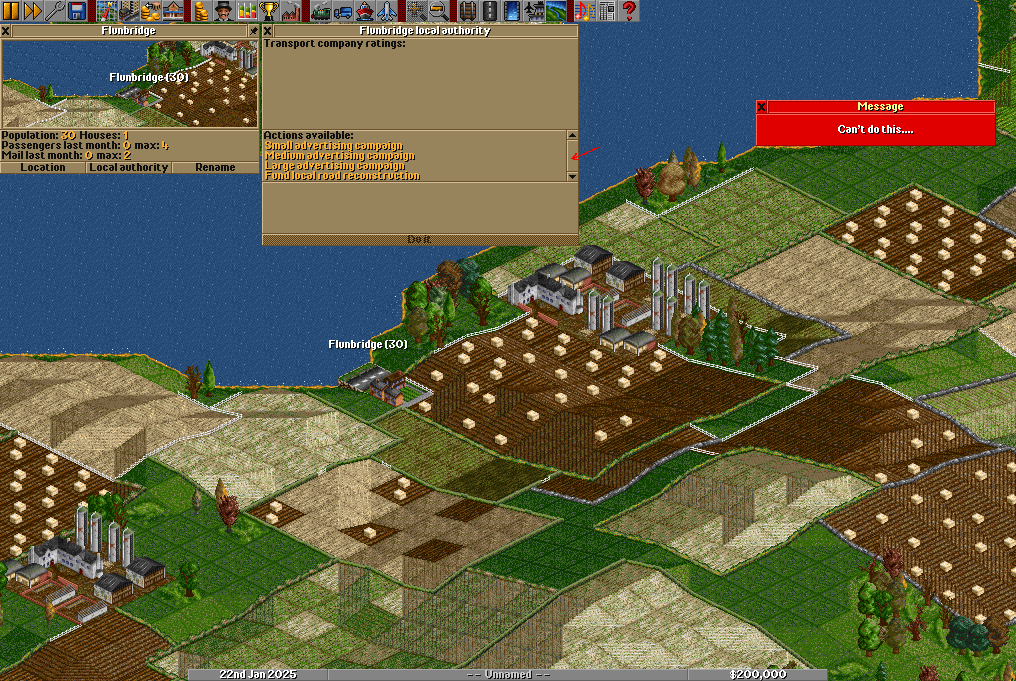 Flunbridge
Flunbridge (30)
Population: 30 Houses: 1
Passengers last month: 0 max: 4
Mail last month: 0 max: 2
Location
Local authority
Rename
Flunbridge local authority
Transport company ratings:
Actions available:
Small advertising campaign
Medium advertising campaign
Large advertising campaign
Fund local road reconstruction
Do it
Message
Can't do this....
Flunbridge (30)
22nd Jan 2025
-- Unnamed --
$200,000